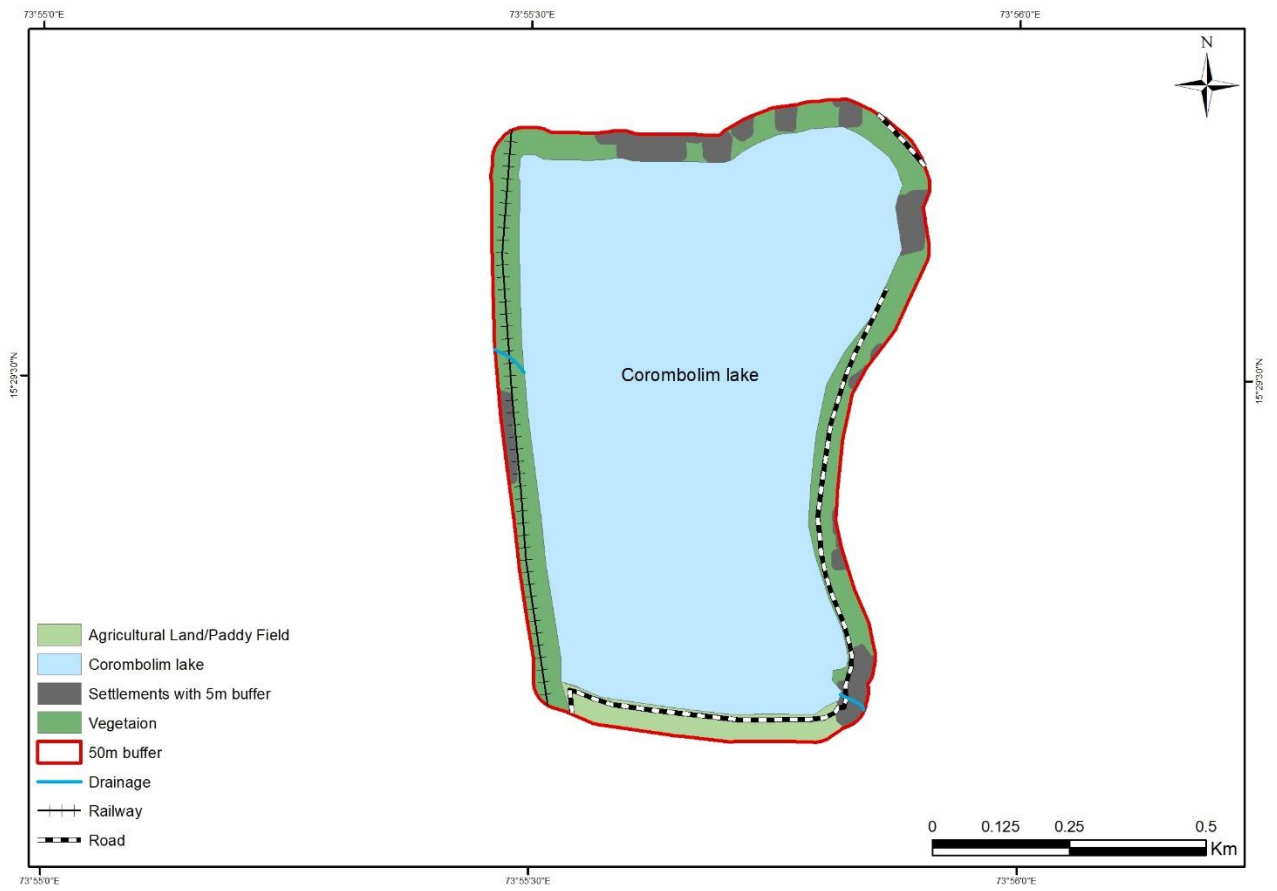 73°55'0"E
73°55'30"E
73°56'0"E
N
15°29'30"N
15°29'30"N
Corombolim lake
Agricultural Land/Paddy Field
Corombolim lake
Settlements with 5m buffer
Vegetaion
50m buffer
Drainage
Railway
Road
0 0.125 0.25 0.5
Km
73°55'0"E
73°55'30"E
73°56'0"E